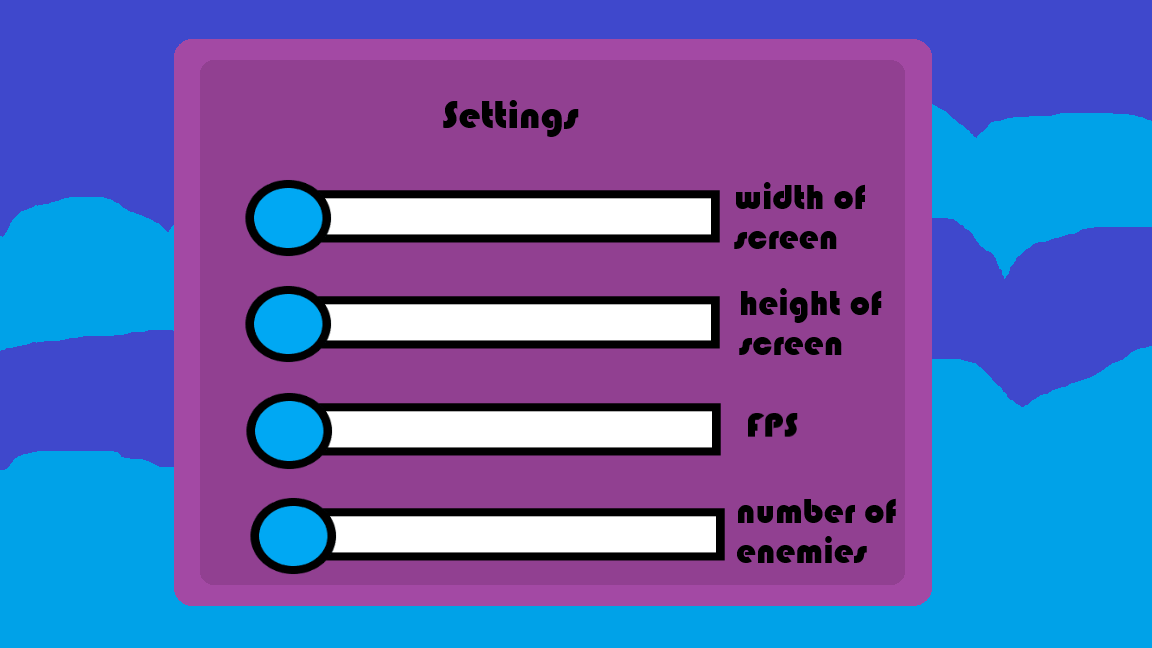 Settings
width of
screen
height of
screen
FPS
number of
enemies